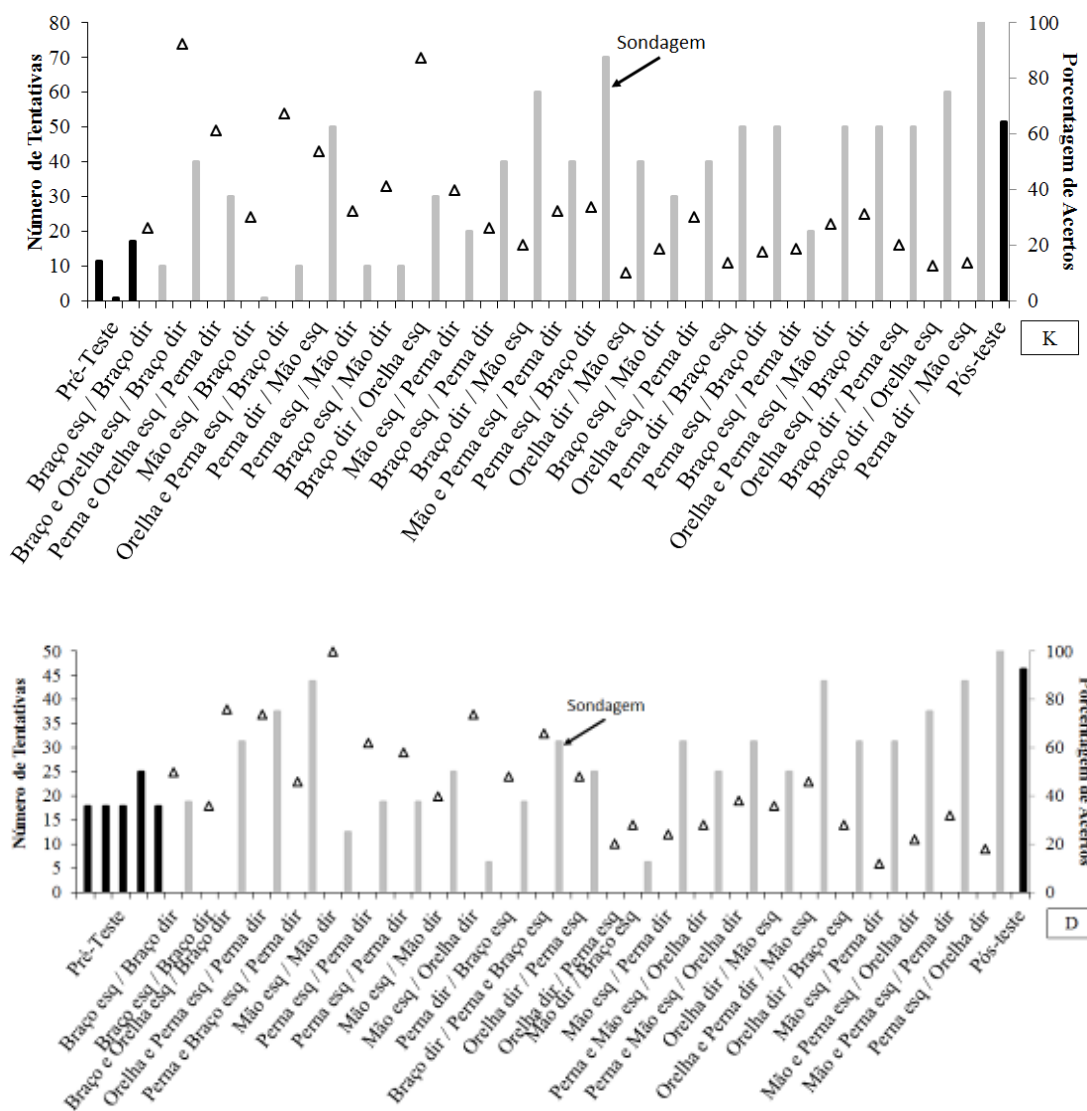 Número de Tentativas
80
70
60
50
40
30
20
10
0
Sondagem
100
80
60
40
20
0
Porcentagem de Acertos
Pré-Teste
Braço esq / Braço dir
Braço e Orelha esq / Braço dir
Perna e Orelha esq / Perna dir
Mão esq / Braço dir
Orelha e Perna esq / Braço dir
Perna dir / Mão esq
Perna esq / Mão dir
Braço esq / Mão dir
Braço dir / Orelha esq
Mão esq / Perna dir
Braço esq / Perna dir
Braço dir / Mão esq
Mão e Perna esq / Perna dir
Perna esq / Braço dir
Orelha dir / Mão esq
Braço esq / Mão dir
Orelha esq / Perna dir
Perna dir / Braço esq
Perna esq / Braço dir
Braço esq / Perna dir
Orelha e Perna esq / Mão dir
Orelha esq / Braço dir
Braço dir / Perna esq
Braço dir / Orelha esq
Perna dir / Mão esq
Pós-teste
K
Número de Tentativas
50
45
40
35
30
25
20
15
10
5
0
Sondagem
100
80
60
40
20
0
Porcentagem de Acertos
Pré-Teste
Braço esq / Braço dir
Braço esq / Braço dir
Braço e Orelha esq / Braço dir
Orelha e Perna esq / Perna dir
Perna e Braço esq / Perna dir
Mão esq / Mão dir
Perna esq / Perna dir
Perna esq / Perna dir
Mão esq / Mão dir
Mão esq / Orelha dir
Perna dir / Braço esq
Braço dir / Perna e Braço esq
Orelha dir / Perna esq
Orelha dir / Perna esq
Mão dir / Braço esq
Mão esq / Perna dir
Perna e Mão esq / Orelha dir
Perna e Mão esq / Orelha dir
Orelha dir / Mão esq
Orelha e Perna dir / Mão esq
Orelha dir / Braço esq
Mão esq / Perna dir
Mão e Perna esq / Orelha dir
Mão e Perna esq / Perna dir
Perna esq / Orelha dir
Pós-teste
D